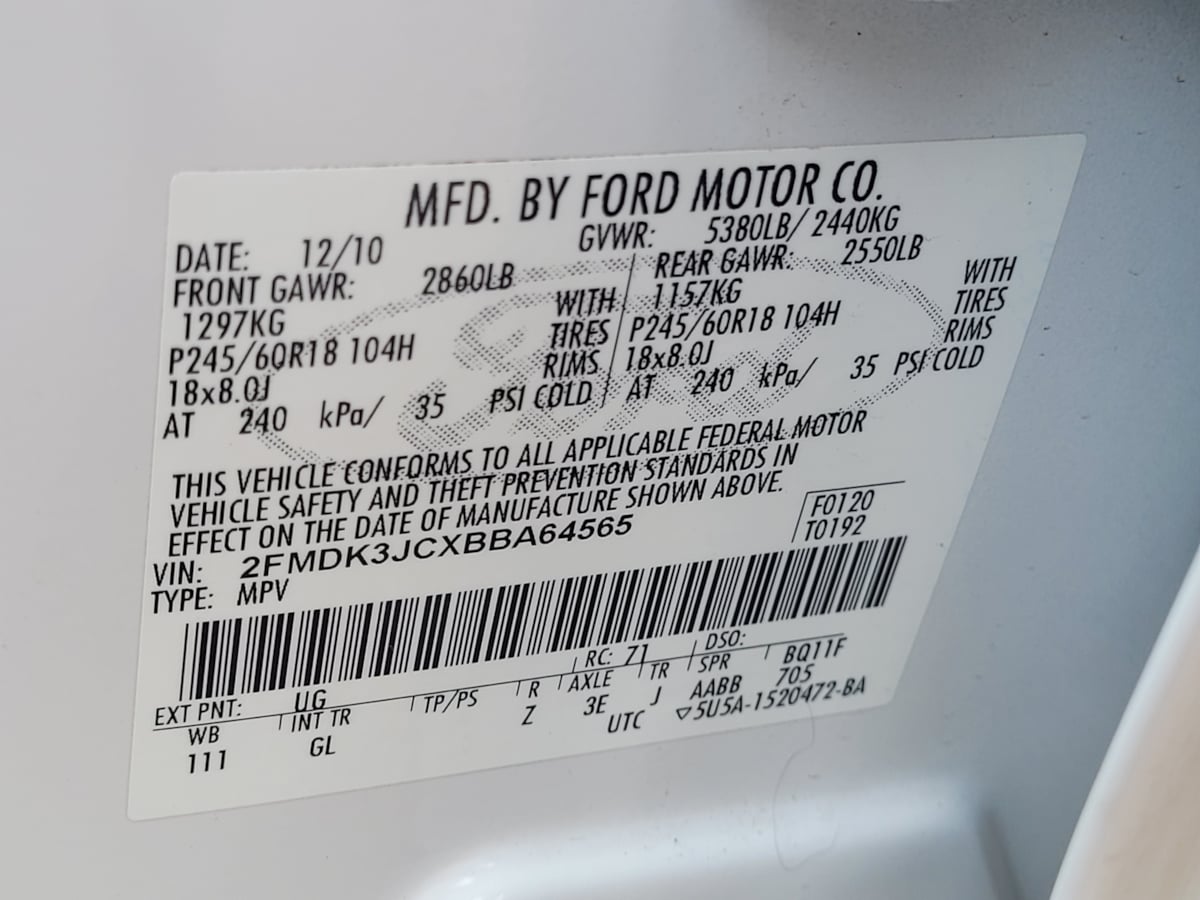 MFD. BY FORD MOTOR CO.
DATE: 12/10 GVWR: 5380LB/ 2440KG
FRONT GAWR: 2860LB REAR GAWR: 2550LB
1297KG WITH 1157KG WITH
P245/60R18 104H TIRES P245/60R18 104H TIRES
18x8.0J RIMS 18x8.0J RIMS
AT 240 kPa/ 35 PSI COLD AT 240 kPa/ 35 PSI COLD
THIS VEHICLE CONFORMS TO ALL APPLICABLE FEDERAL MOTOR
VEHICLE SAFETY AND THEFT PREVENTION STANDARDS IN
EFFECT ON THE DATE OF MANUFACTURE SHOWN ABOVE.
F0120
T0192
VIN: 2FMDK3JCXBBA64565
TYPE: MPV
EXT PNT: UG RC: 71 DSO:
WB INT TR TP/PS R AXLE TR SPR BQ11F
111 GL Z 3E J AABB 705
UTC ▽5U5A-1520472-BA